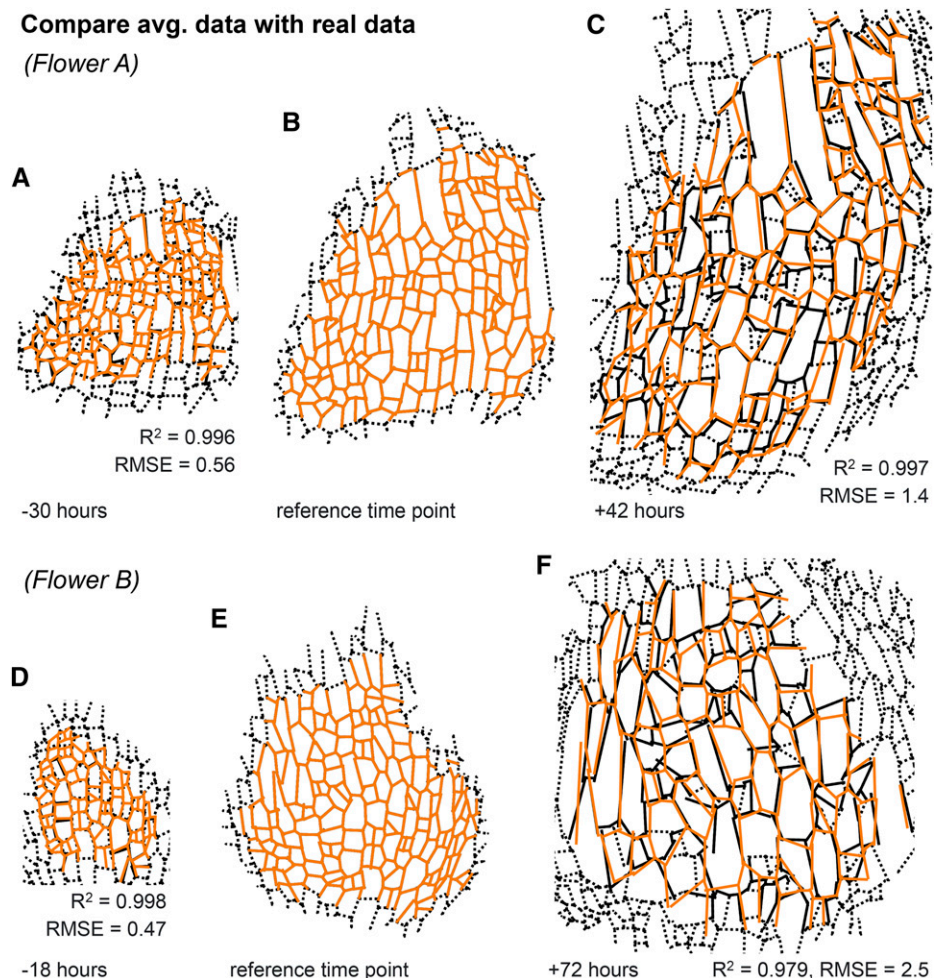 Compare avg. data with real data
(Flower A)
A
B
C
R² = 0.996
RMSE = 0.56
R² = 0.997
RMSE = 1.4
-30 hours
reference time point
+42 hours
(Flower B)
D
E
F
R² = 0.998
RMSE = 0.47
-18 hours
reference time point
+72 hours
R² = 0.979, RMSE = 2.5